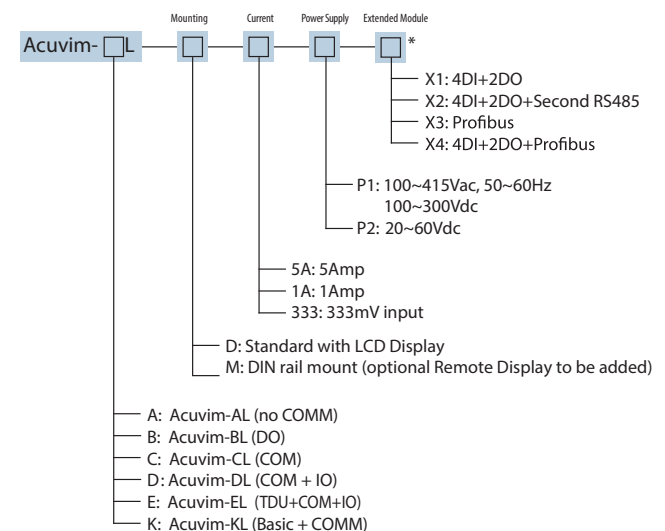 Mounting Current Power Supply Extended Module
Acuvim- L *
X1: 4DI+2DO
X2: 4DI+2DO+Second RS485
X3: Profibus
X4: 4DI+2DO+Profibus
P1: 100~415Vac, 50~60Hz
100~300Vdc
P2: 20~60Vdc
5A: 5Amp
1A: 1Amp
333: 333mV input
D: Standard with LCD Display
M: DIN rail mount (optional Remote Display to be added)
A: Acuvim-AL (no COMM)
B: Acuvim-BL (DO)
C: Acuvim-CL (COM)
D: Acuvim-DL (COM + IO)
E: Acuvim-EL (TDU+COM+IO)
K: Acuvim-KL (Basic + COMM)